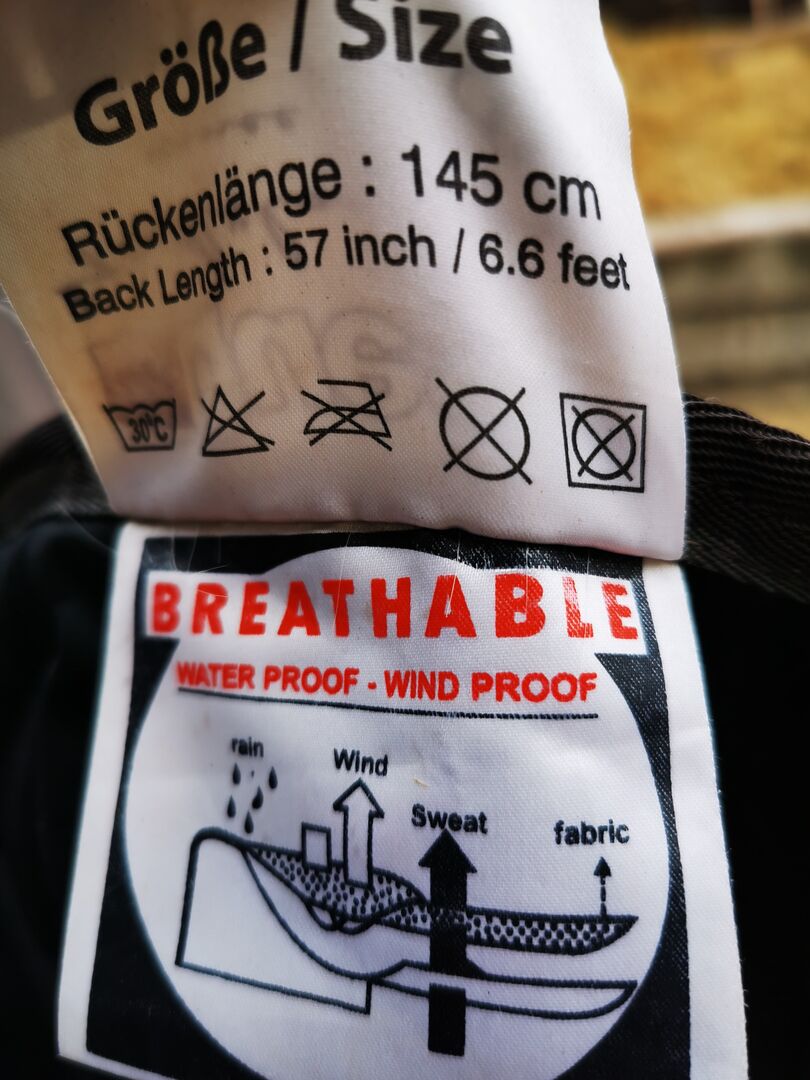 Größe / Size
Rückenlänge : 145 cm
Back Length : 57 inch / 6.6 feet
30°C
BREATHABLE
WATER PROOF - WIND PROOF
rain
Wind
Sweat
fabric